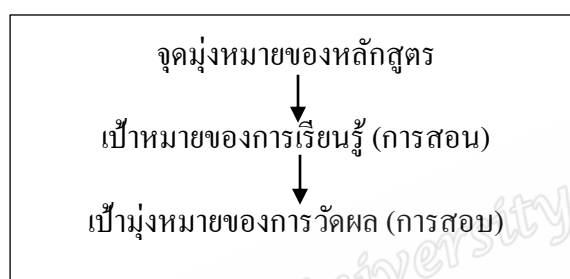 จุดมุ่งหมายของหลักสูตร
เป้าหมายของการเรียนรู้ (การสอน)
เป้ามุ่งหมายของการวัดผล (การสอบ)
University